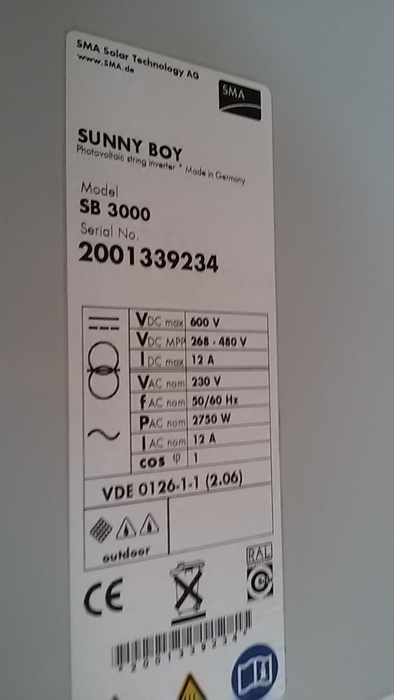 SMA Solar Technology AG
www.SMA.de
SMA
SUNNY BOY
Photovoltaic string inverter * Made in Germany
Model
SB 3000
Serial No.
2001339234
VDC max 600 V
VDC MPP 268 - 480 V
IDC max 12 A
VAC nom 230 V
fAC nom 50/60 Hz
PAC nom 2750 W
IAC nom 12 A
cos φ 1
VDE 0126-1-1 (2.06)
outdoor
RAL
CE